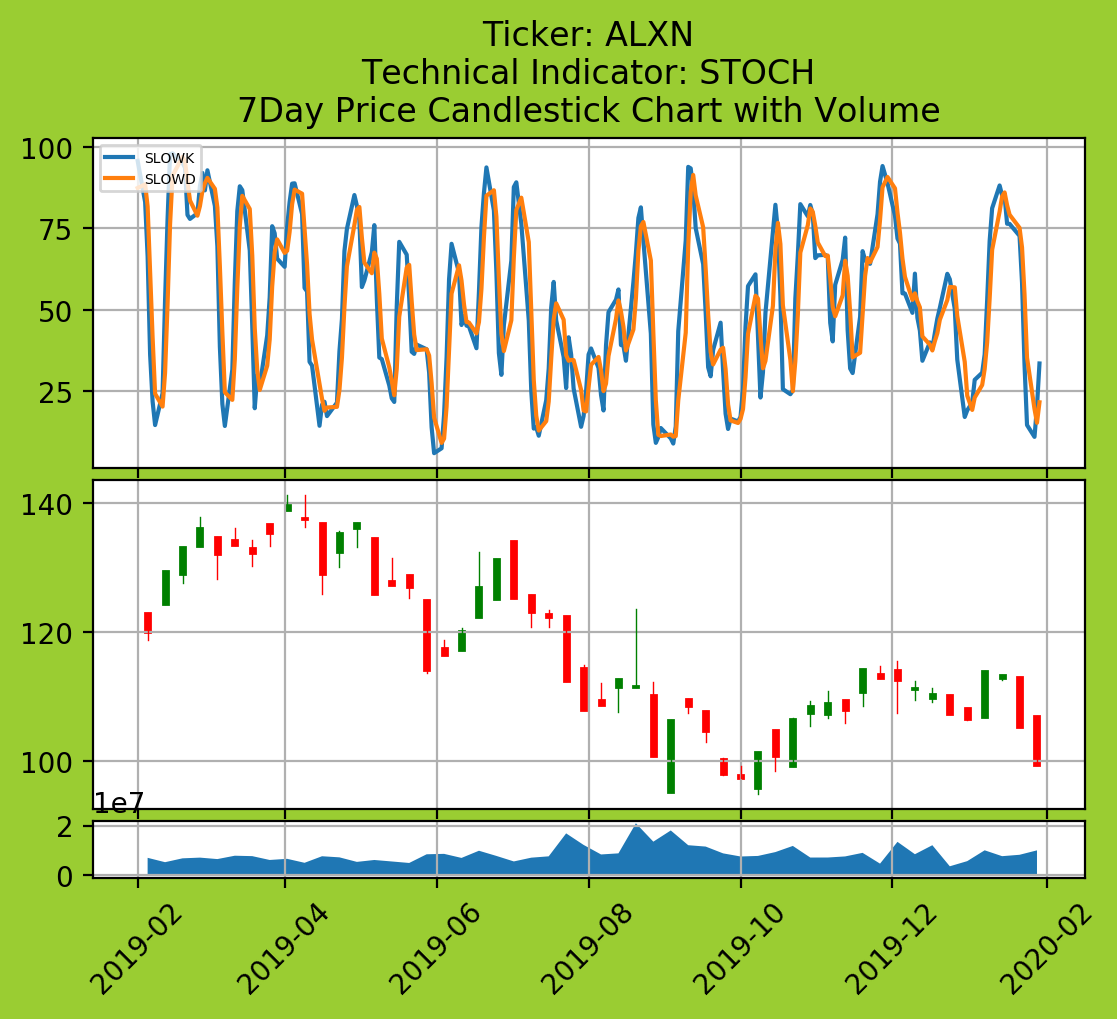 Ticker: ALXN
Technical Indicator: STOCH
7Day Price Candlestick Chart with Volume
100
75
50
25
SLOWK
SLOWD
140
120
100
1e7
2
0
2019-02
2019-04
2019-06
2019-08
2019-10
2019-12
2020-02